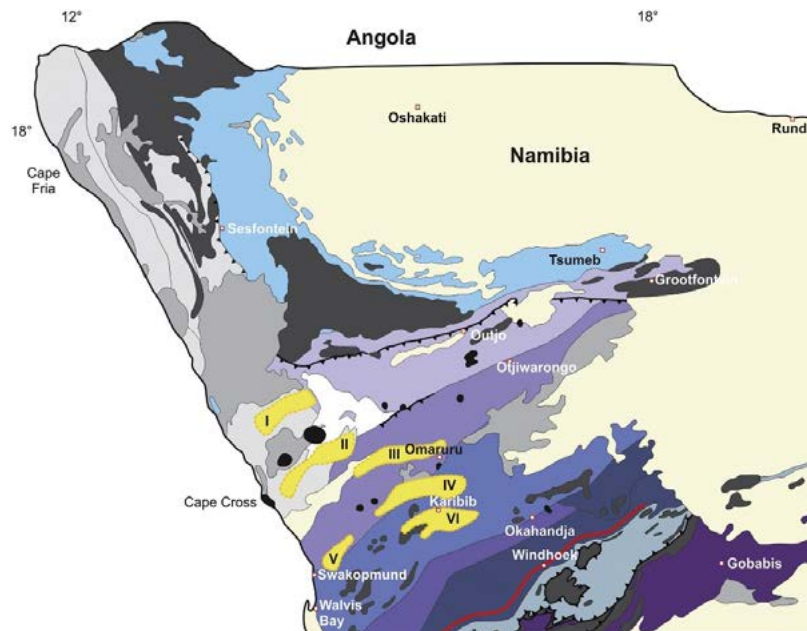 12°
18°
Angola
Oshakati
Rund
18°
Namibia
Cape
Fria
Sesfontein
Tsumeb
Grootfontein
Outjo
Otjiwarongo
I
II
III
Omaruru
IV
Cape Cross
Karibib
VI
Okahandja
V
Windhoek
Gobabis
Swakopmund
Walvis
Bay